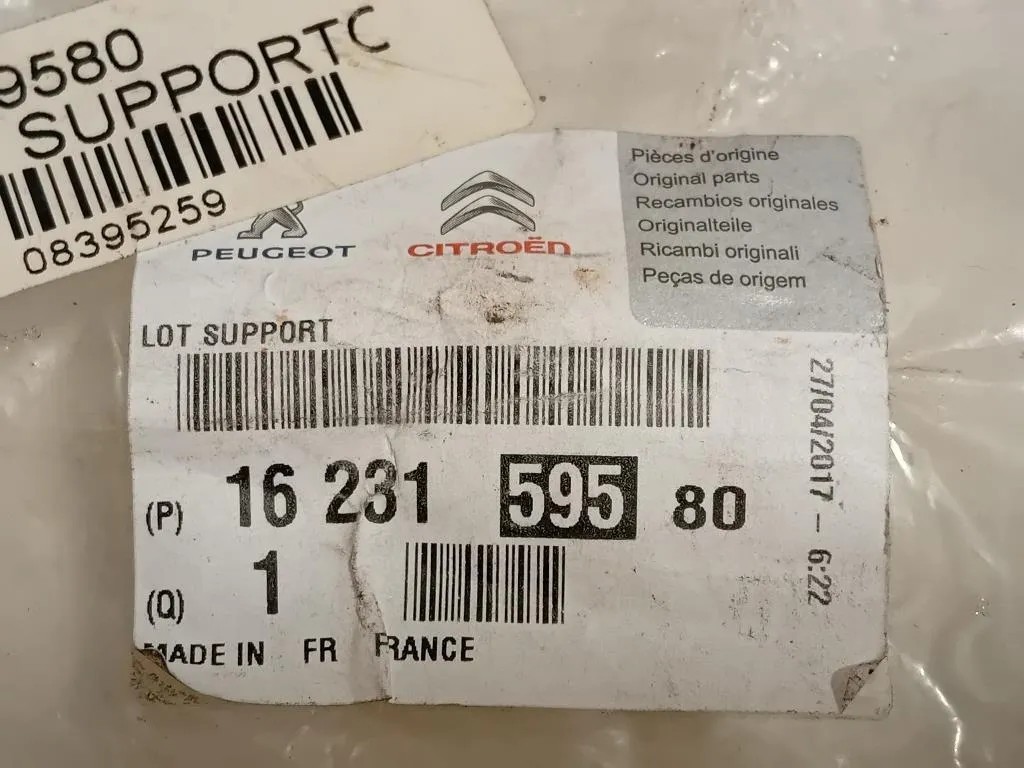 9580
SUPPORTO
08395259
PEUGEOT
CITROËN
Pièces d'origine
Original parts
Recambios originales
Originalteile
Ricambi originali
Peças de origem
LOT SUPPORT
27/04/2017 - 6:22
(P) 16 231 595 80
(Q) 1
MADE IN FR FRANCE